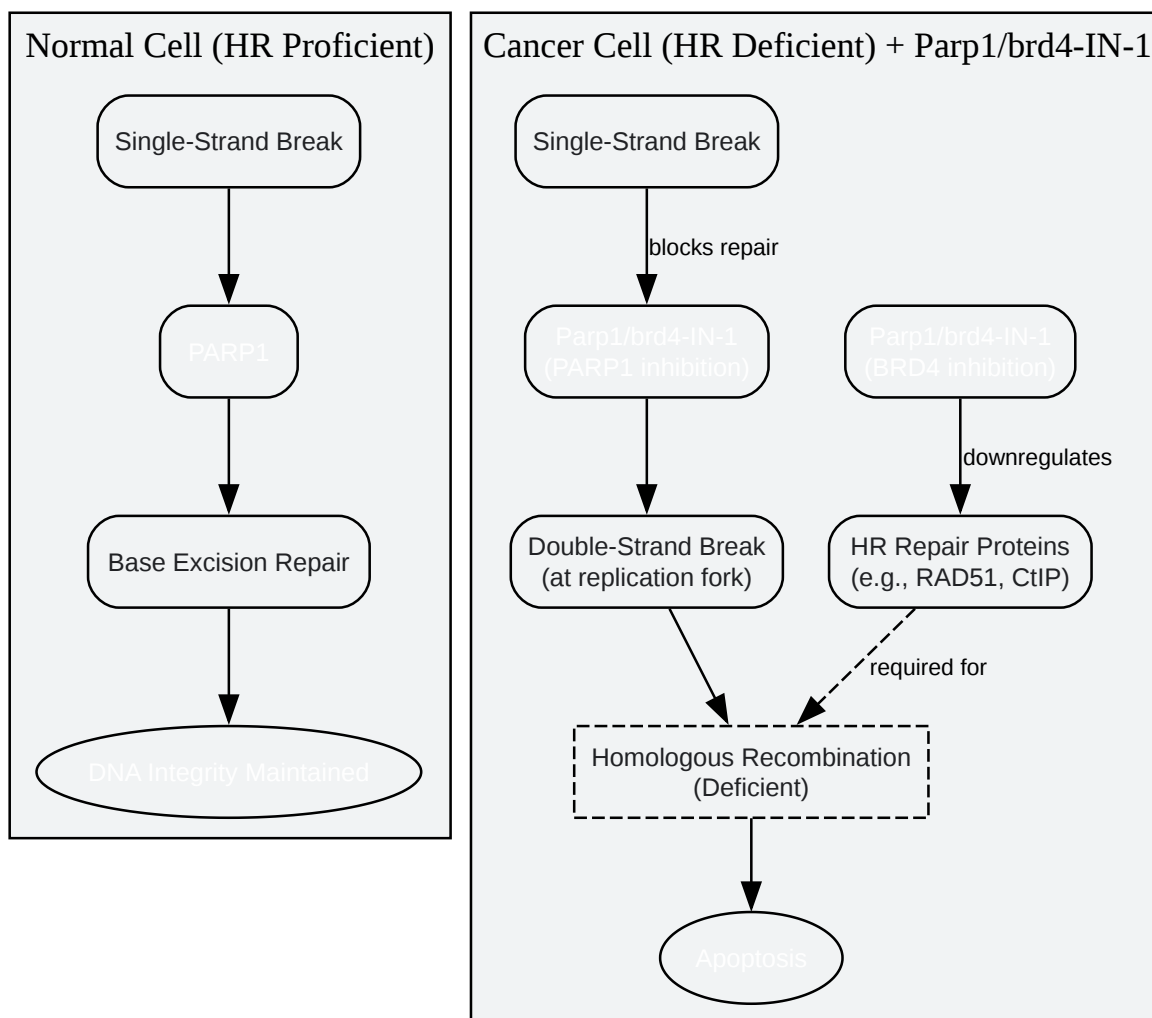 Normal Cell (HR Proficient)
Single-Strand Break
PARP1
Base Excision Repair
DNA Integrity Maintained
Cancer Cell (HR Deficient) + Parp1/brd4-IN-1
Single-Strand Break
blocks repair
Parp1/brd4-IN-1
(PARP1 inhibition)
Parp1/brd4-IN-1
(BRD4 inhibition)
downregulates
Double-Strand Break
(at replication fork)
HR Repair Proteins
(e.g., RAD51, CtIP)
required for
Homologous Recombination
(Deficient)
Apoptosis